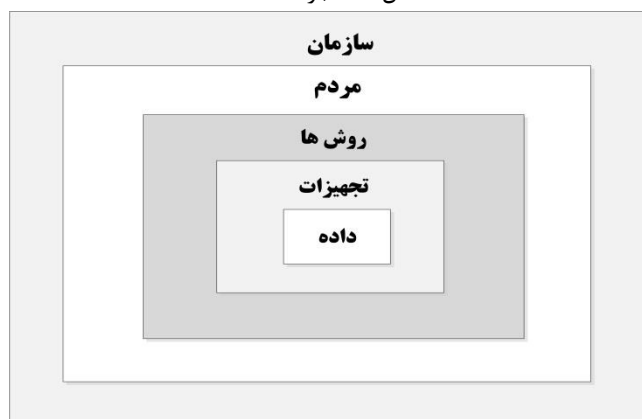 سازمان
مردم
روش ها
تجهیزات
داده